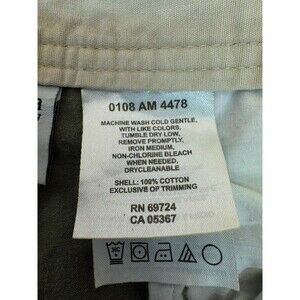 0108 AM 4478
MACHINE WASH COLD GENTLE,
WITH LIKE COLORS,
TUMBLE DRY LOW,
REMOVE PROMPTLY,
IRON MEDIUM,
NON-CHLORINE BLEACH
WHEN NEEDED,
DRYCLEANABLE
SHELL: 100% COTTON
EXCLUSIVE OF TRIMMING
RN 69724
CA 05367